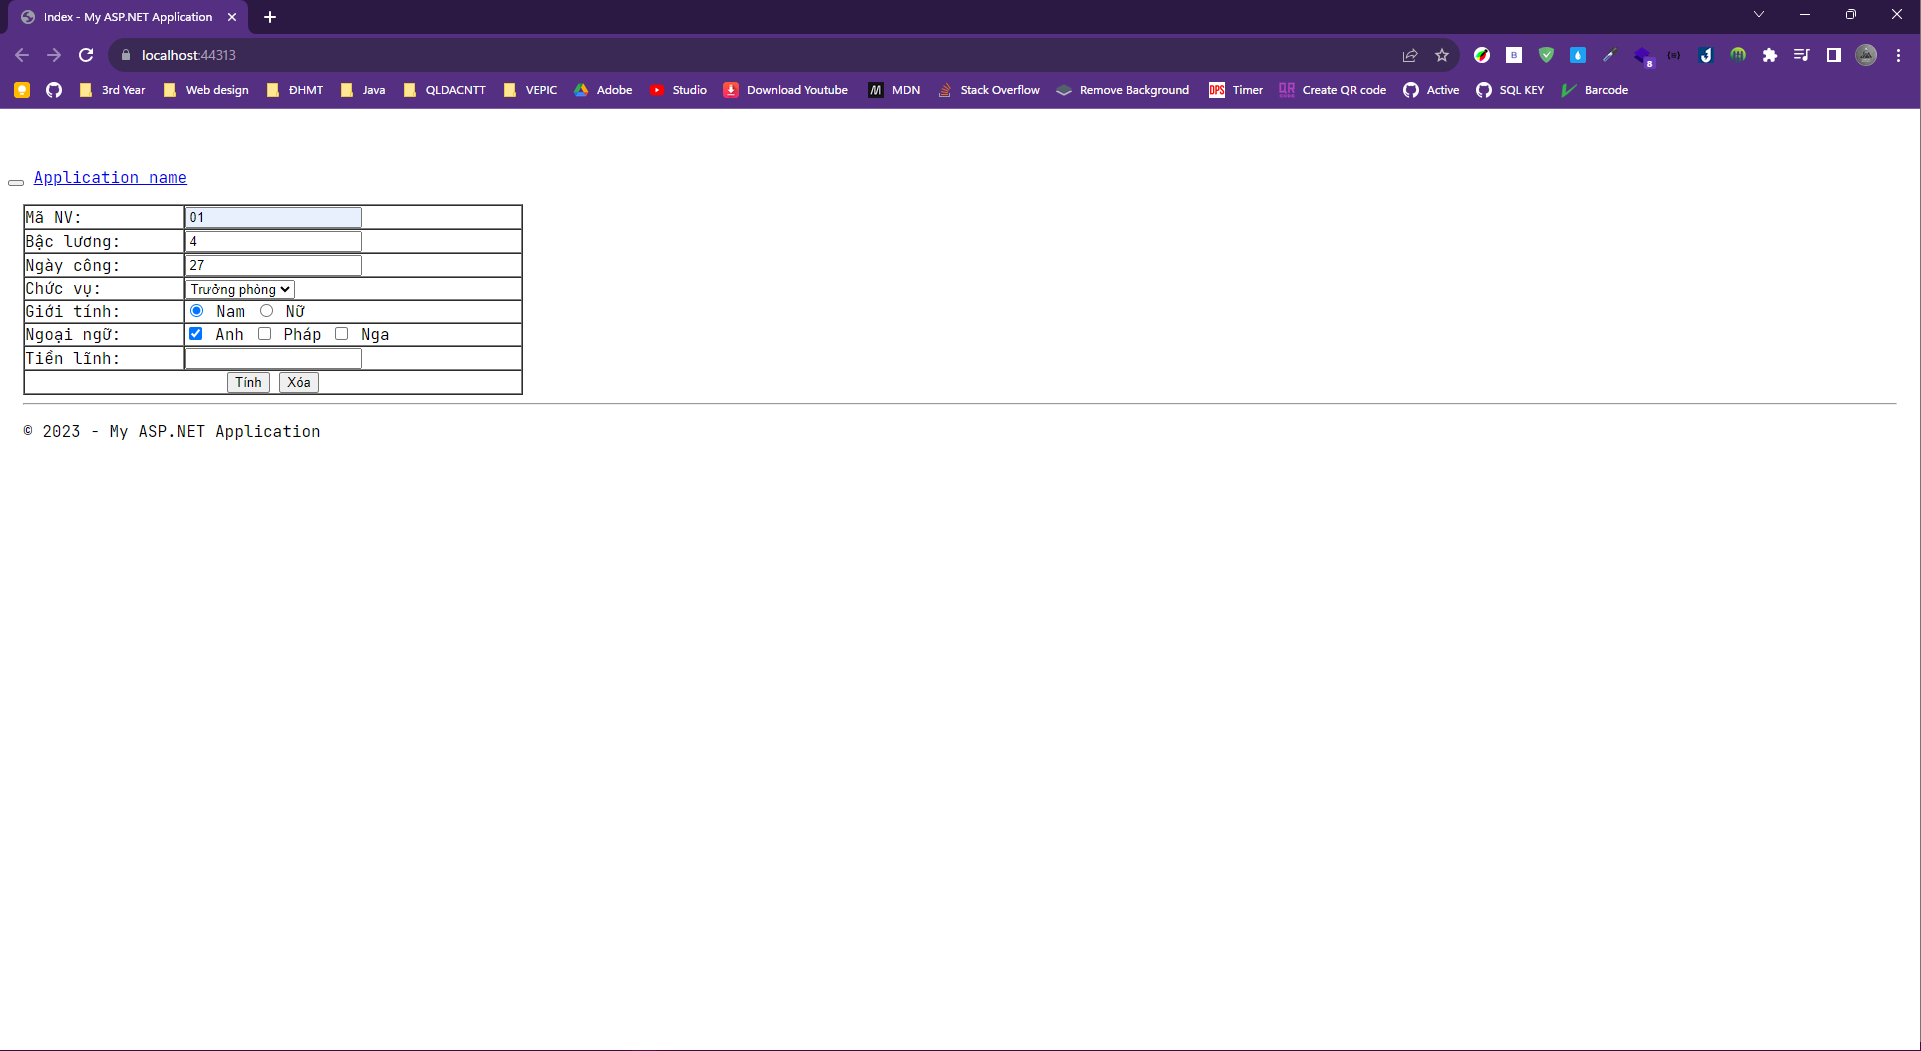 Index - My ASP.NET Application
localhost:44313
3rd Year Web design ĐHMT Java QLDACNTT VEPIC Adobe Studio Download Youtube MDN Stack Overflow Remove Background DPS Timer QR Create QR code Active SQL KEY Barcode
Application name
Mã NV: 01
Bậc lương: 4
Ngày công: 27
Chức vụ: Trưởng phòng
Giới tính: Nam Nữ
Ngoại ngữ: Anh Pháp Nga
Tiền lĩnh:
Tính Xóa
© 2023 - My ASP.NET Application